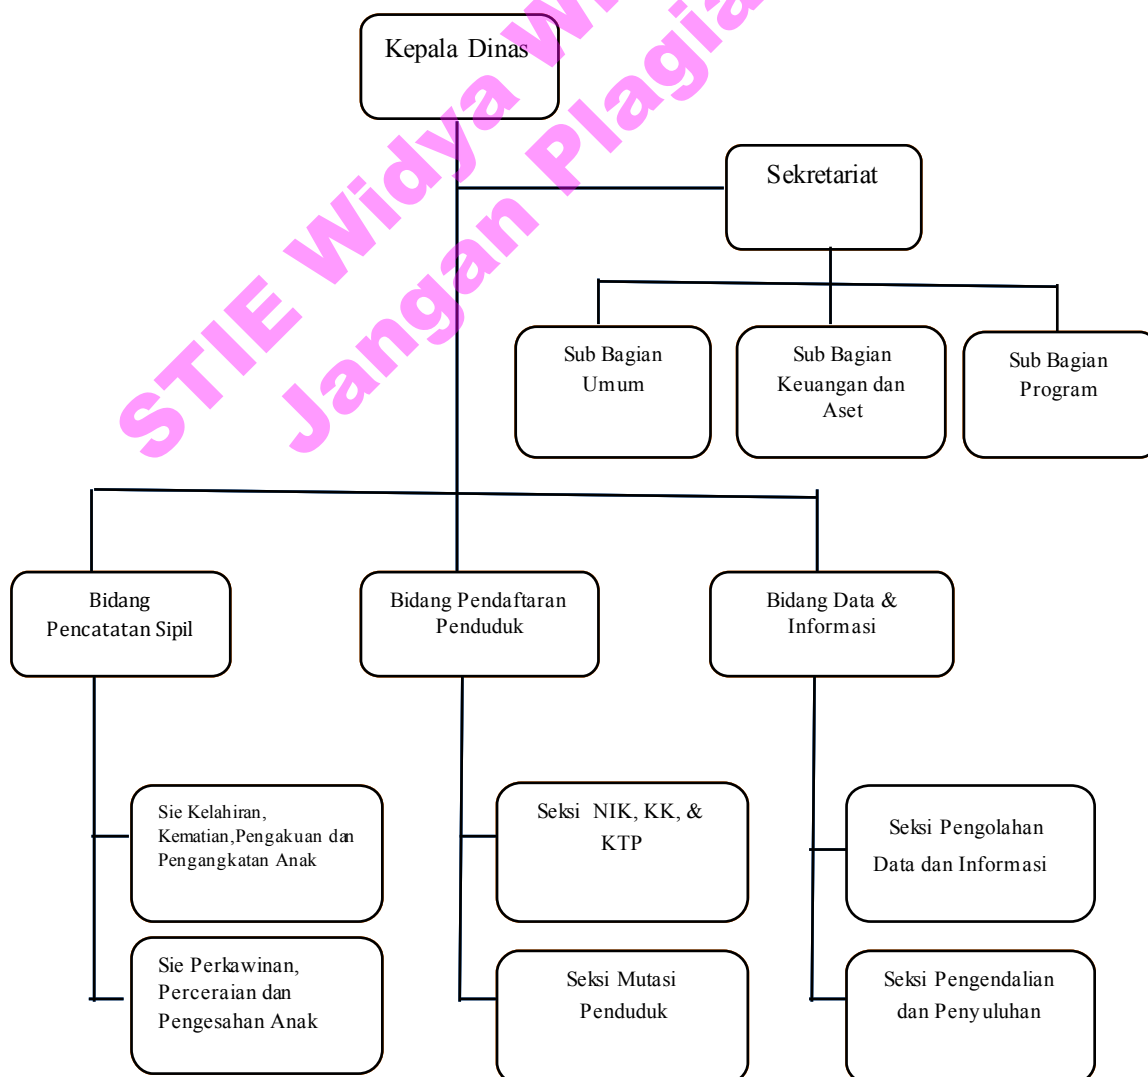 Kepala Dinas
Sekretariat
Sub Bagian
Umum
Sub Bagian
Keuangan dan
Aset
Sub Bagian
Program
Bidang
Pencatatan Sipil
Bidang Pendaftaran
Penduduk
Bidang Data &
Informasi
Sie Kelahiran,
Kematian,Pengakuan dan
Pengangkatan Anak
Seksi NIK, KK, &
KTP
Seksi Pengolahan
Data dan Informasi
Sie Perkawinan,
Perceraian dan
Pengesahan Anak
Seksi Mutasi
Penduduk
Seksi Pengendalian
dan Penyuluhan
STIE Widya
Jangan